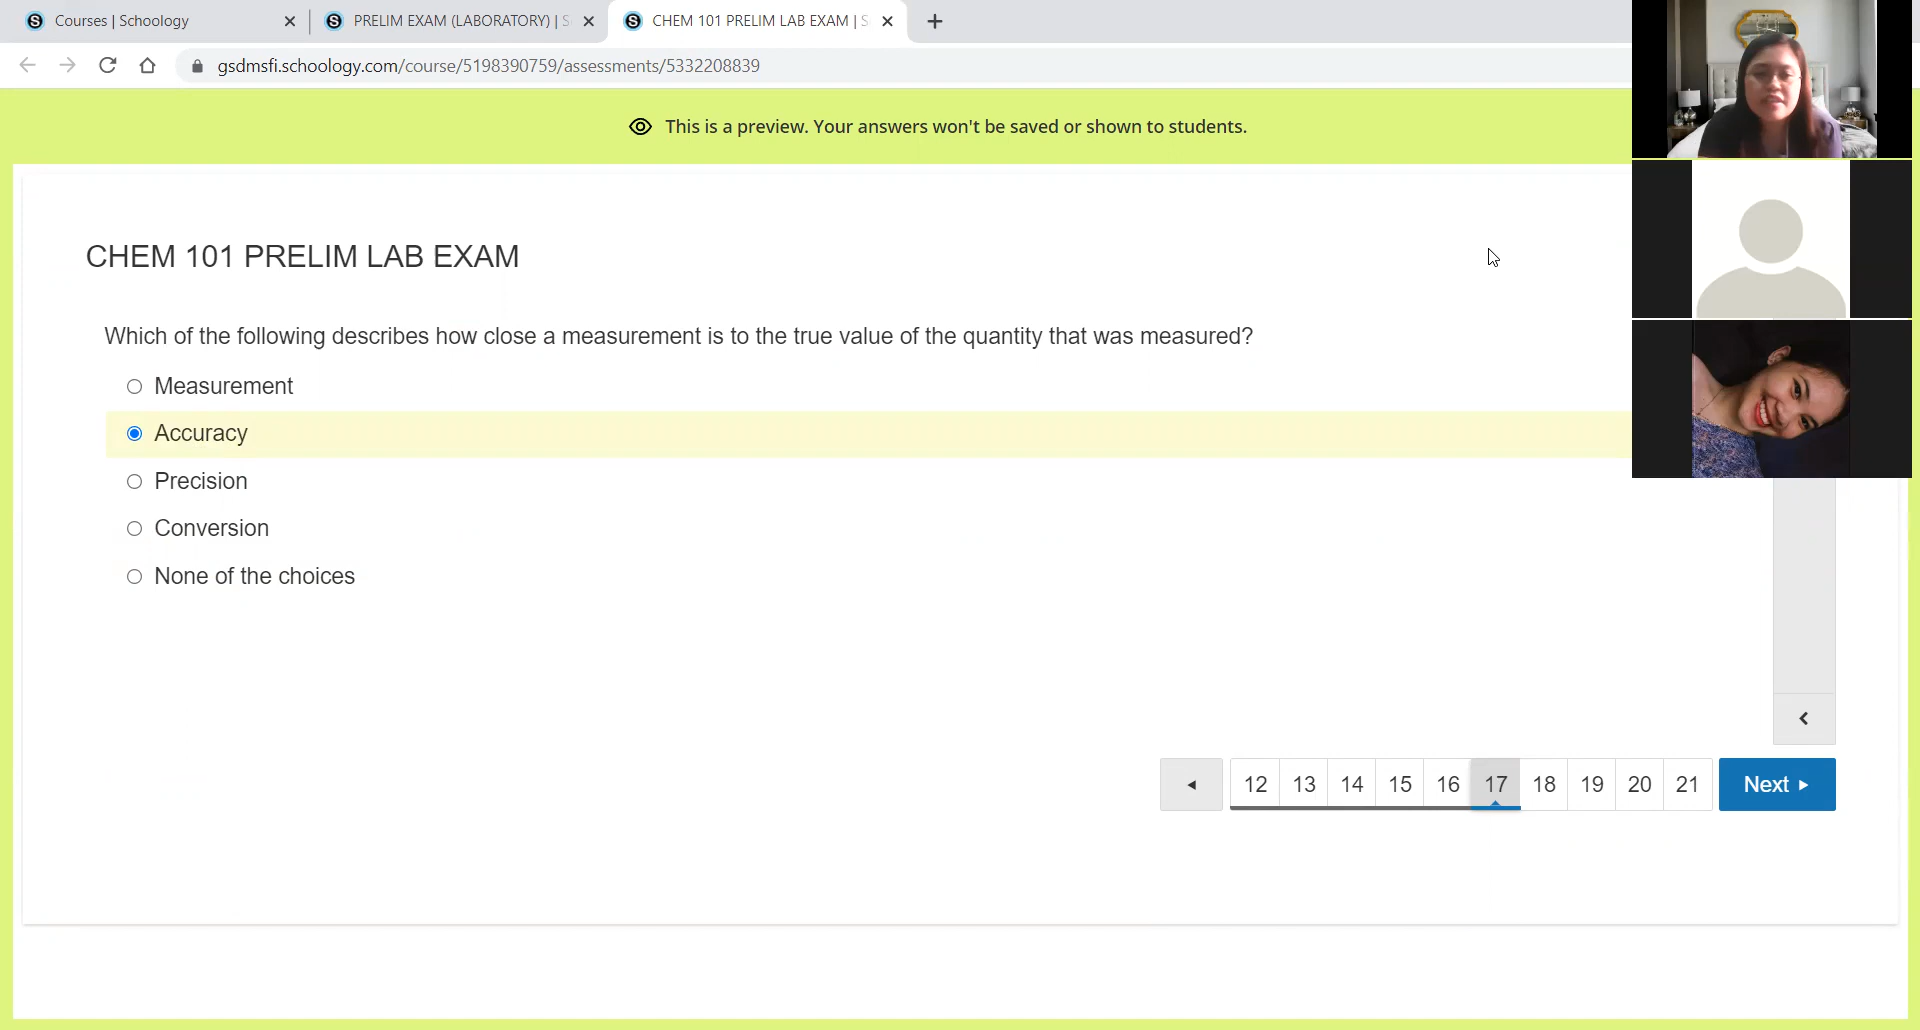 Courses | Schoology
PRELIM EXAM (LABORATORY) | S
CHEM 101 PRELIM LAB EXAM | S
gsdmsfi.schoology.com/course/5198390759/assessments/5332208839
This is a preview. Your answers won't be saved or shown to students.
CHEM 101 PRELIM LAB EXAM
Which of the following describes how close a measurement is to the true value of the quantity that was measured?
Measurement
Accuracy
Precision
Conversion
None of the choices
12 13 14 15 16 17 18 19 20 21 Next